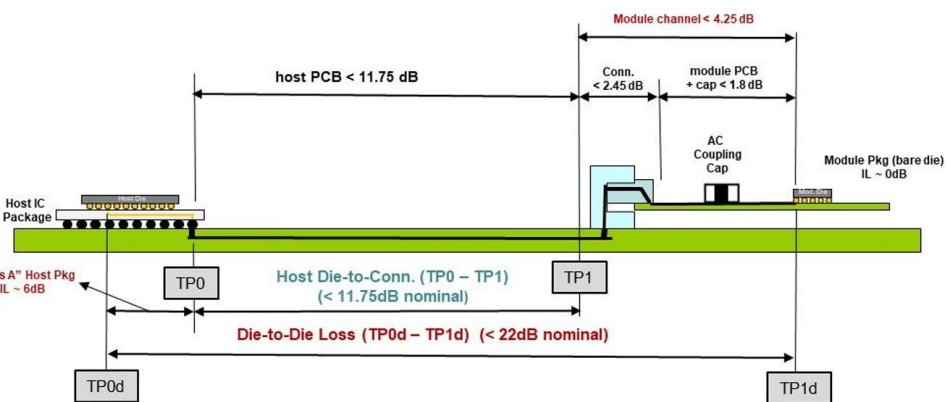 Module channel < 4.25 dB
host PCB < 11.75 dB
Conn.
< 2.45 dB
module PCB
+ cap < 1.8 dB
AC
Coupling
Cap
Module Pkg (bare die)
IL ~ 0dB
Host Die
Mod. Die
Host IC
Package
s A” Host Pkg
IL ~ 6dB
TP0
Host Die-to-Conn. (TP0 – TP1)
(< 11.75dB nominal)
TP1
Die-to-Die Loss (TP0d – TP1d) (< 22dB nominal)
TP0d
TP1d